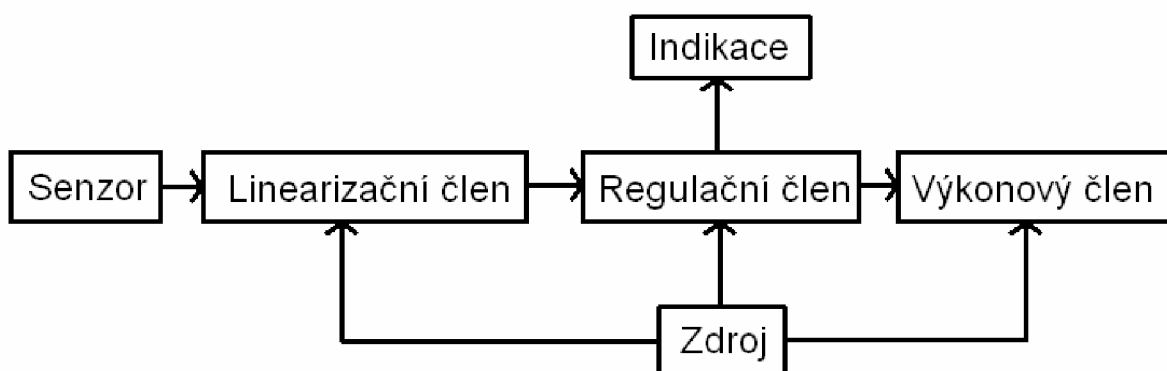 Indikace
Senzor
Linearizační člen
Regulační člen
Výkonový člen
Zdroj